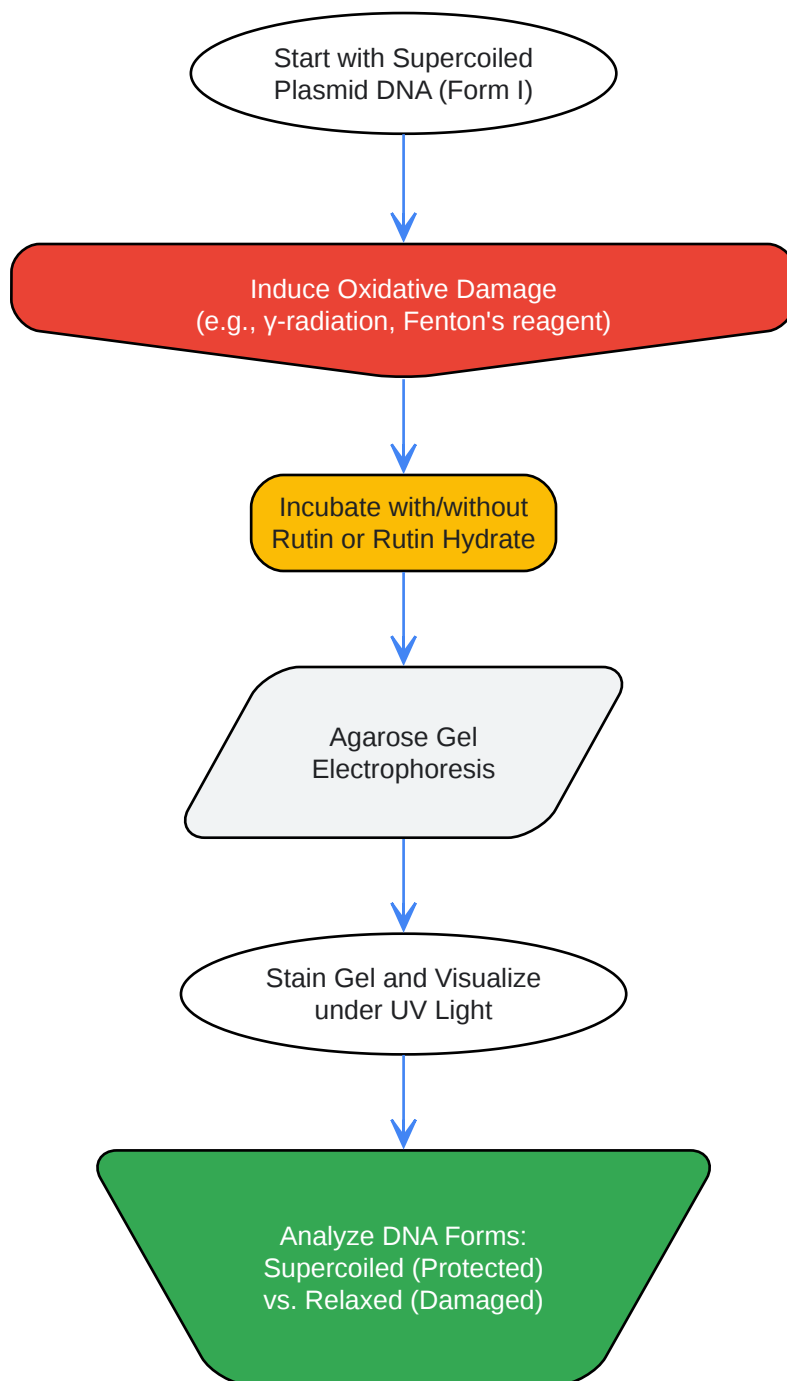 Start with Supercoiled
Plasmid DNA (Form I)
Induce Oxidative Damage
(e.g., γ-radiation, Fenton's reagent)
Incubate with/without
Rutin or Rutin Hydrate
Agarose Gel
Electrophoresis
Stain Gel and Visualize
under UV Light
Analyze DNA Forms:
Supercoiled (Protected)
vs. Relaxed (Damaged)